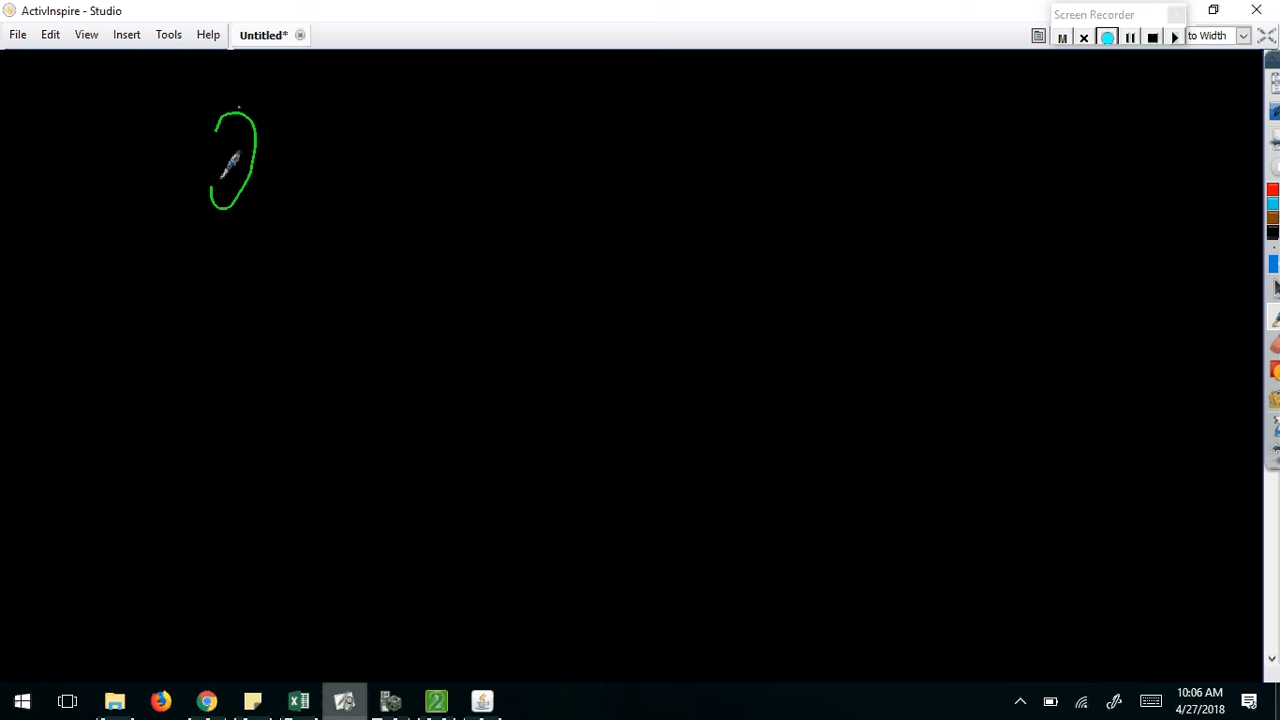 ActivInspire - Studio
Screen Recorder
File Edit View Insert Tools Help Untitled*
M
to Width
2
10:06 AM
4/27/2018